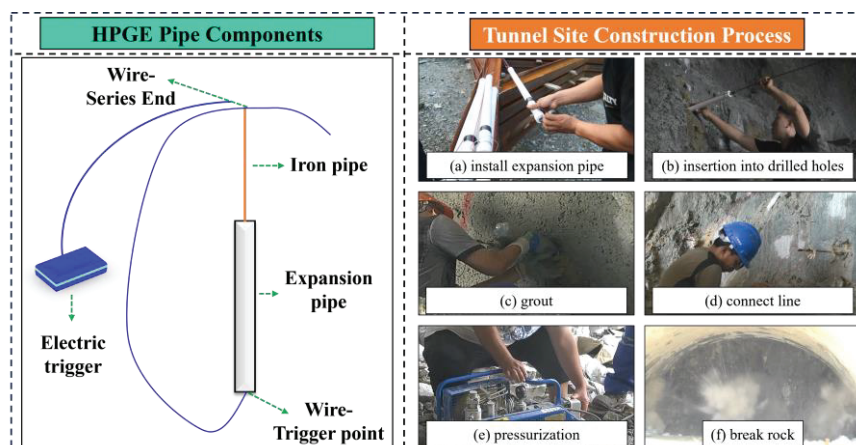 HPGE Pipe Components
Wire-
Series End
Iron pipe
Expansion
pipe
Electric
trigger
Wire-
Trigger point
Tunnel Site Construction Process
(a) install expansion pipe
(b) insertion into drilled holes
(c) grout
(d) connect line
(e) pressurization
(f) break rock